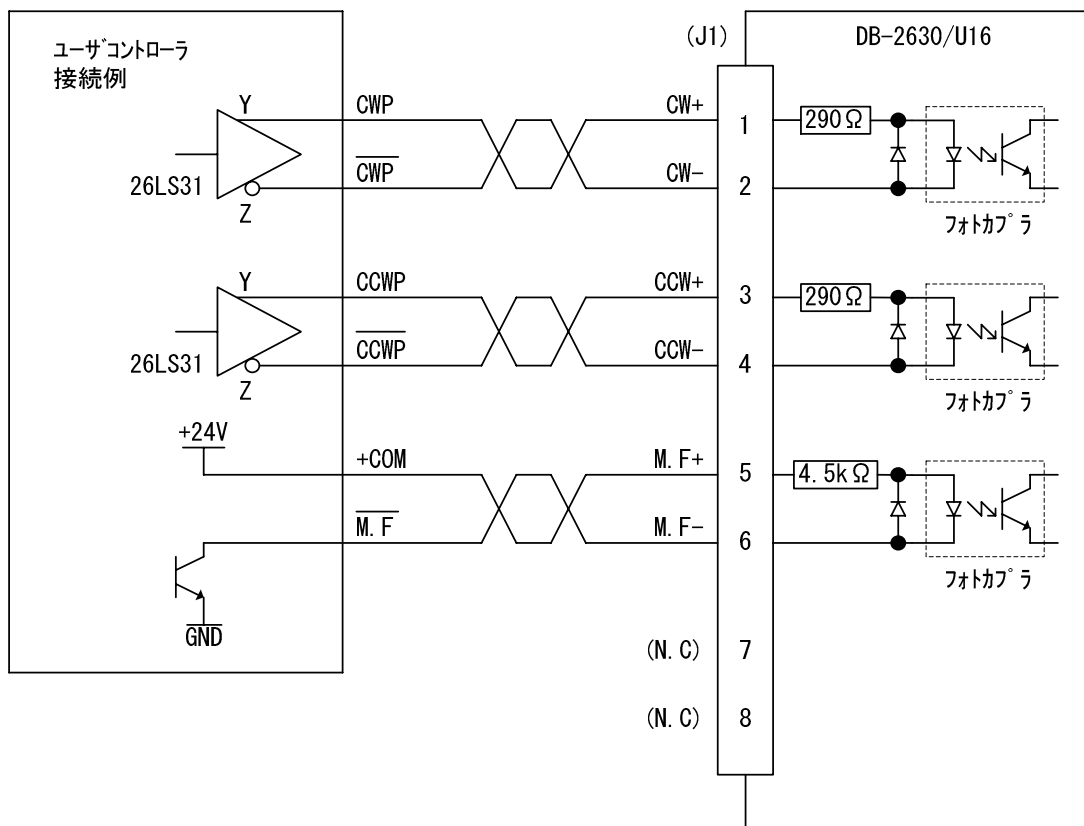 ユーザコントローラ
接続例
(J1)
DB-2630/U16
Y
CWP
CW+
1
290Ω
26LS31
CWP
CW-
2
Z
フォトカプラ
Y
CCWP
CCW+
3
290Ω
26LS31
CCWP
CCW-
4
Z
フォトカプラ
+24V
+COM
M.F+
5
4.5kΩ
M.F
M.F-
6
フォトカプラ
GND
(N.C)
7
(N.C)
8